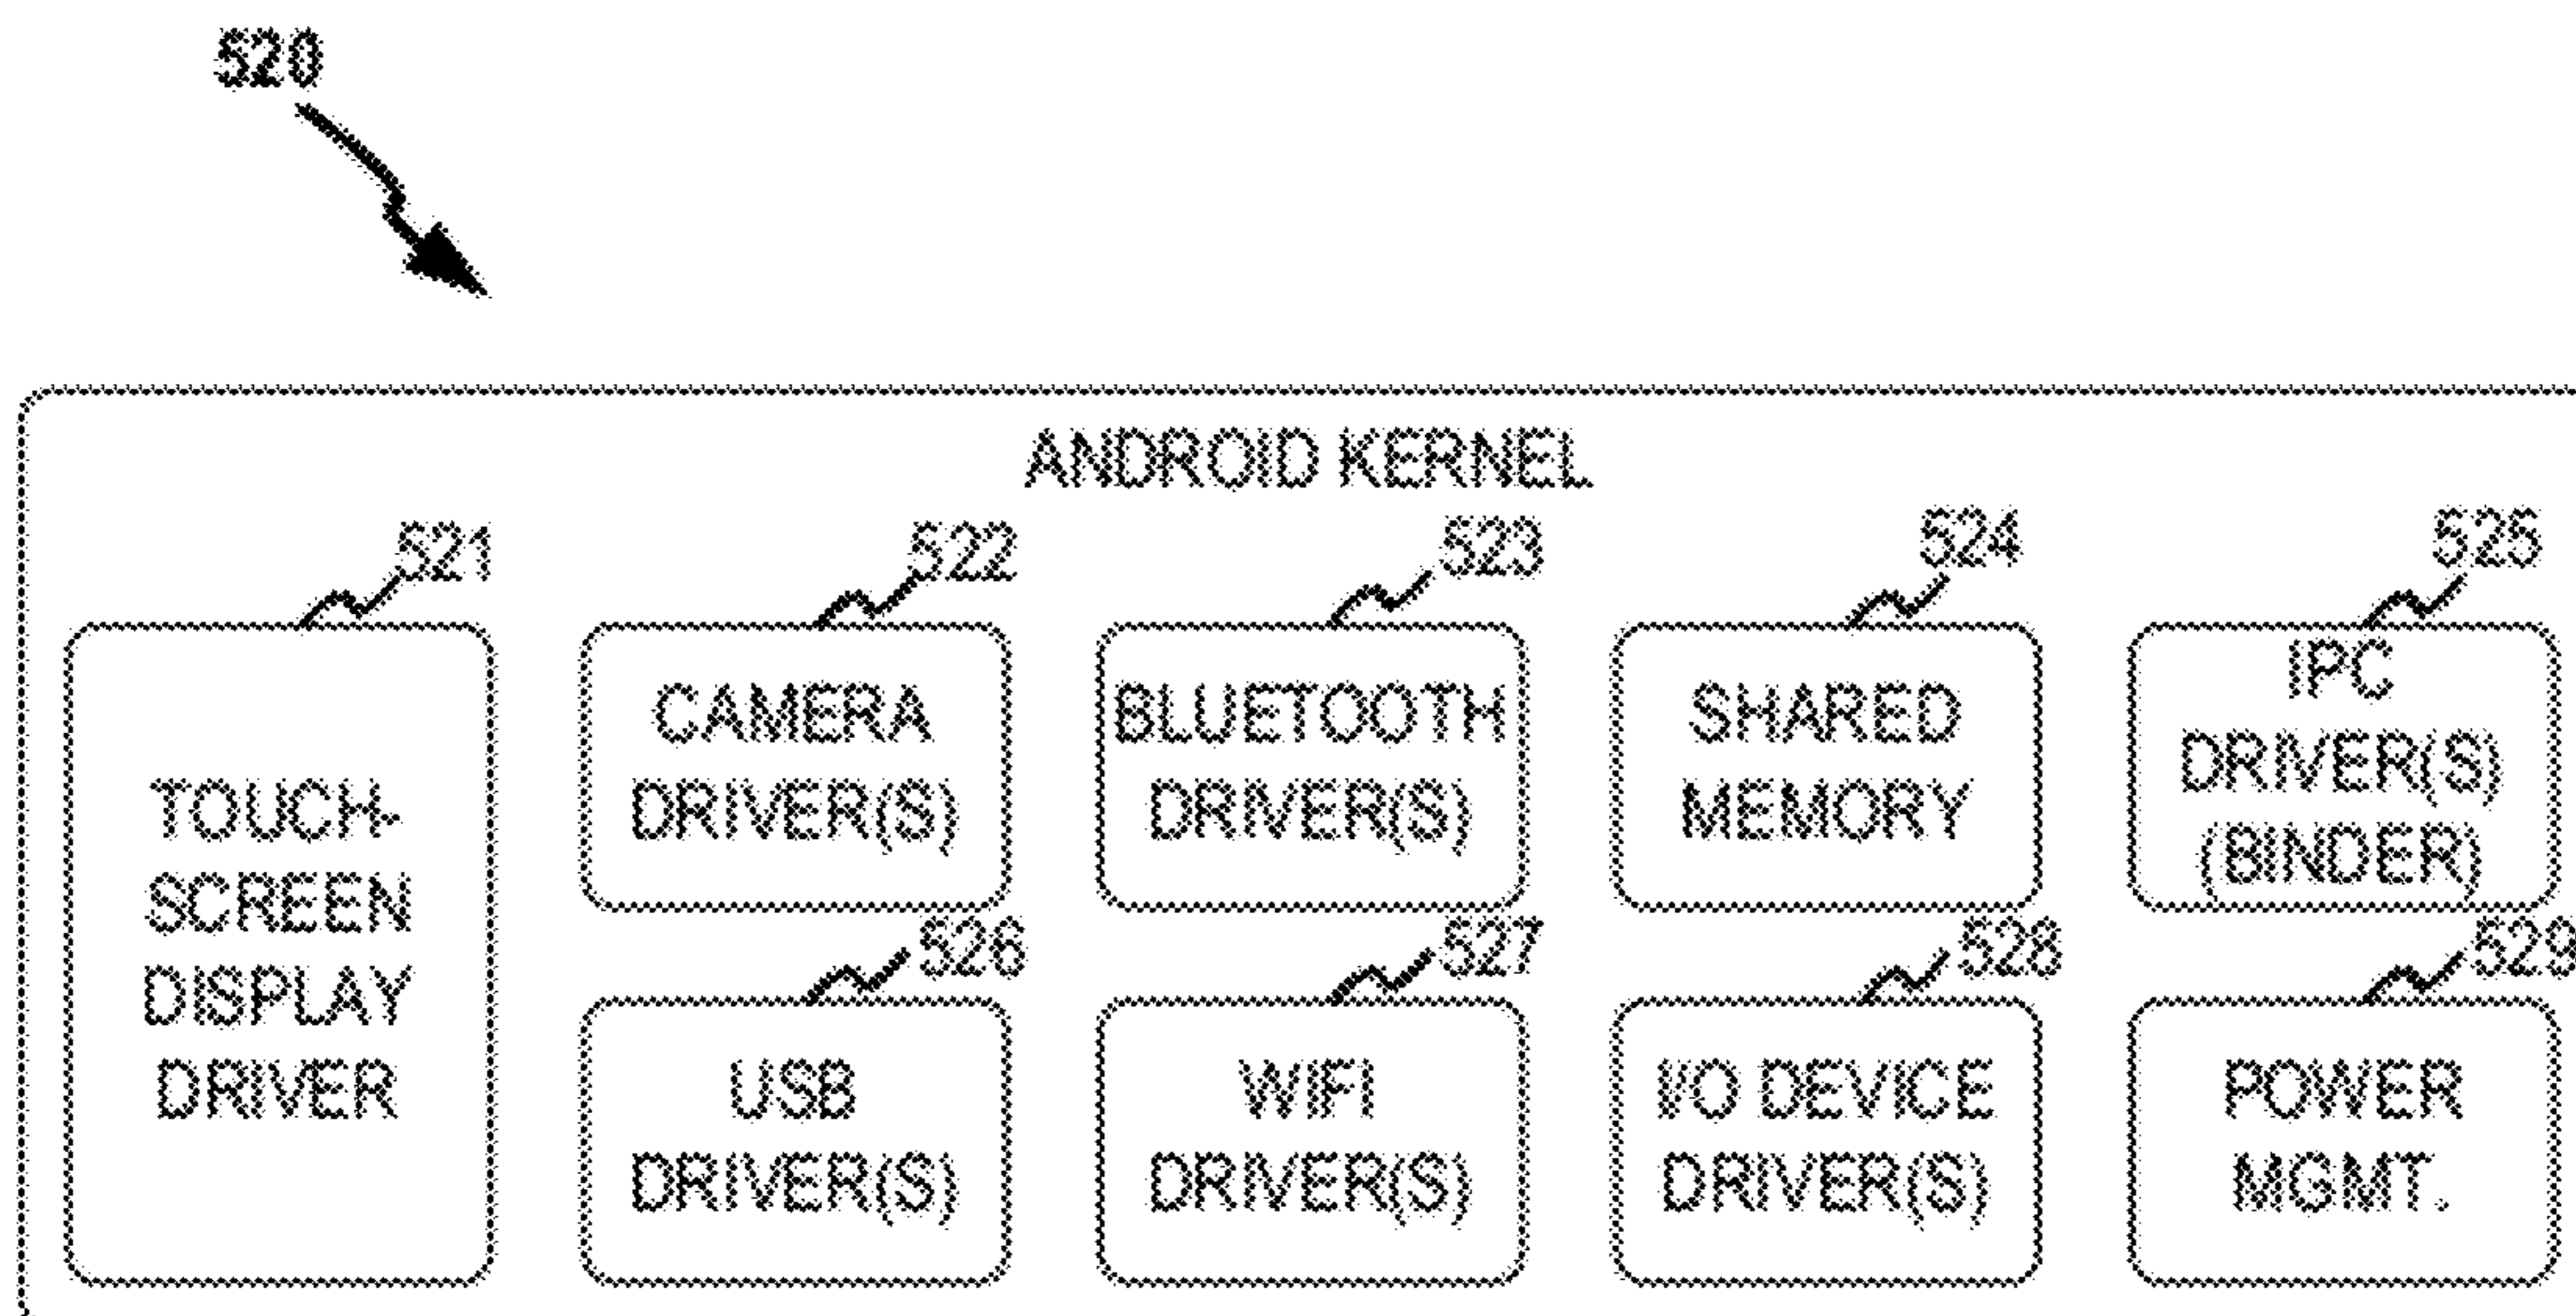 520
ANDROID KERNEL
521
522
523
524
525
TOUCH-
SCREEN
DISPLAY
DRIVER
CAMERA
DRIVER(S)
BLUETOOTH
DRIVER(S)
SHARED
MEMORY
IPC
DRIVER(S)
(BINDER)
526
527
528
529
USB
DRIVER(S)
WIFI
DRIVER(S)
I/O DEVICE
DRIVER(S)
POWER
MGMT.